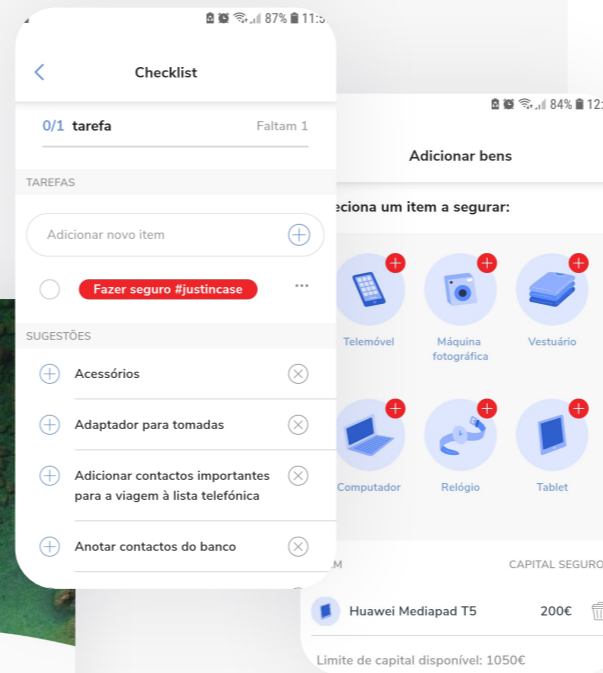 87% 11:5
Checklist
0/1 tarefa Faltam 1
TAREFAS
Adicionar novo item
Fazer seguro #justincase
SUGESTÕES
Acessórios
Adaptador para tomadas
Adicionar contactos importantes
para a viagem à lista telefónica
Anotar contactos do banco
84% 12:
Adicionar bens
eciona um item a segurar:
Telemóvel
Máquina
fotográfica
Vestuário
Computador
Relógio
Tablet
M CAPITAL SEGURO
Huawei Mediapad T5 200€
Limite de capital disponível: 1050€